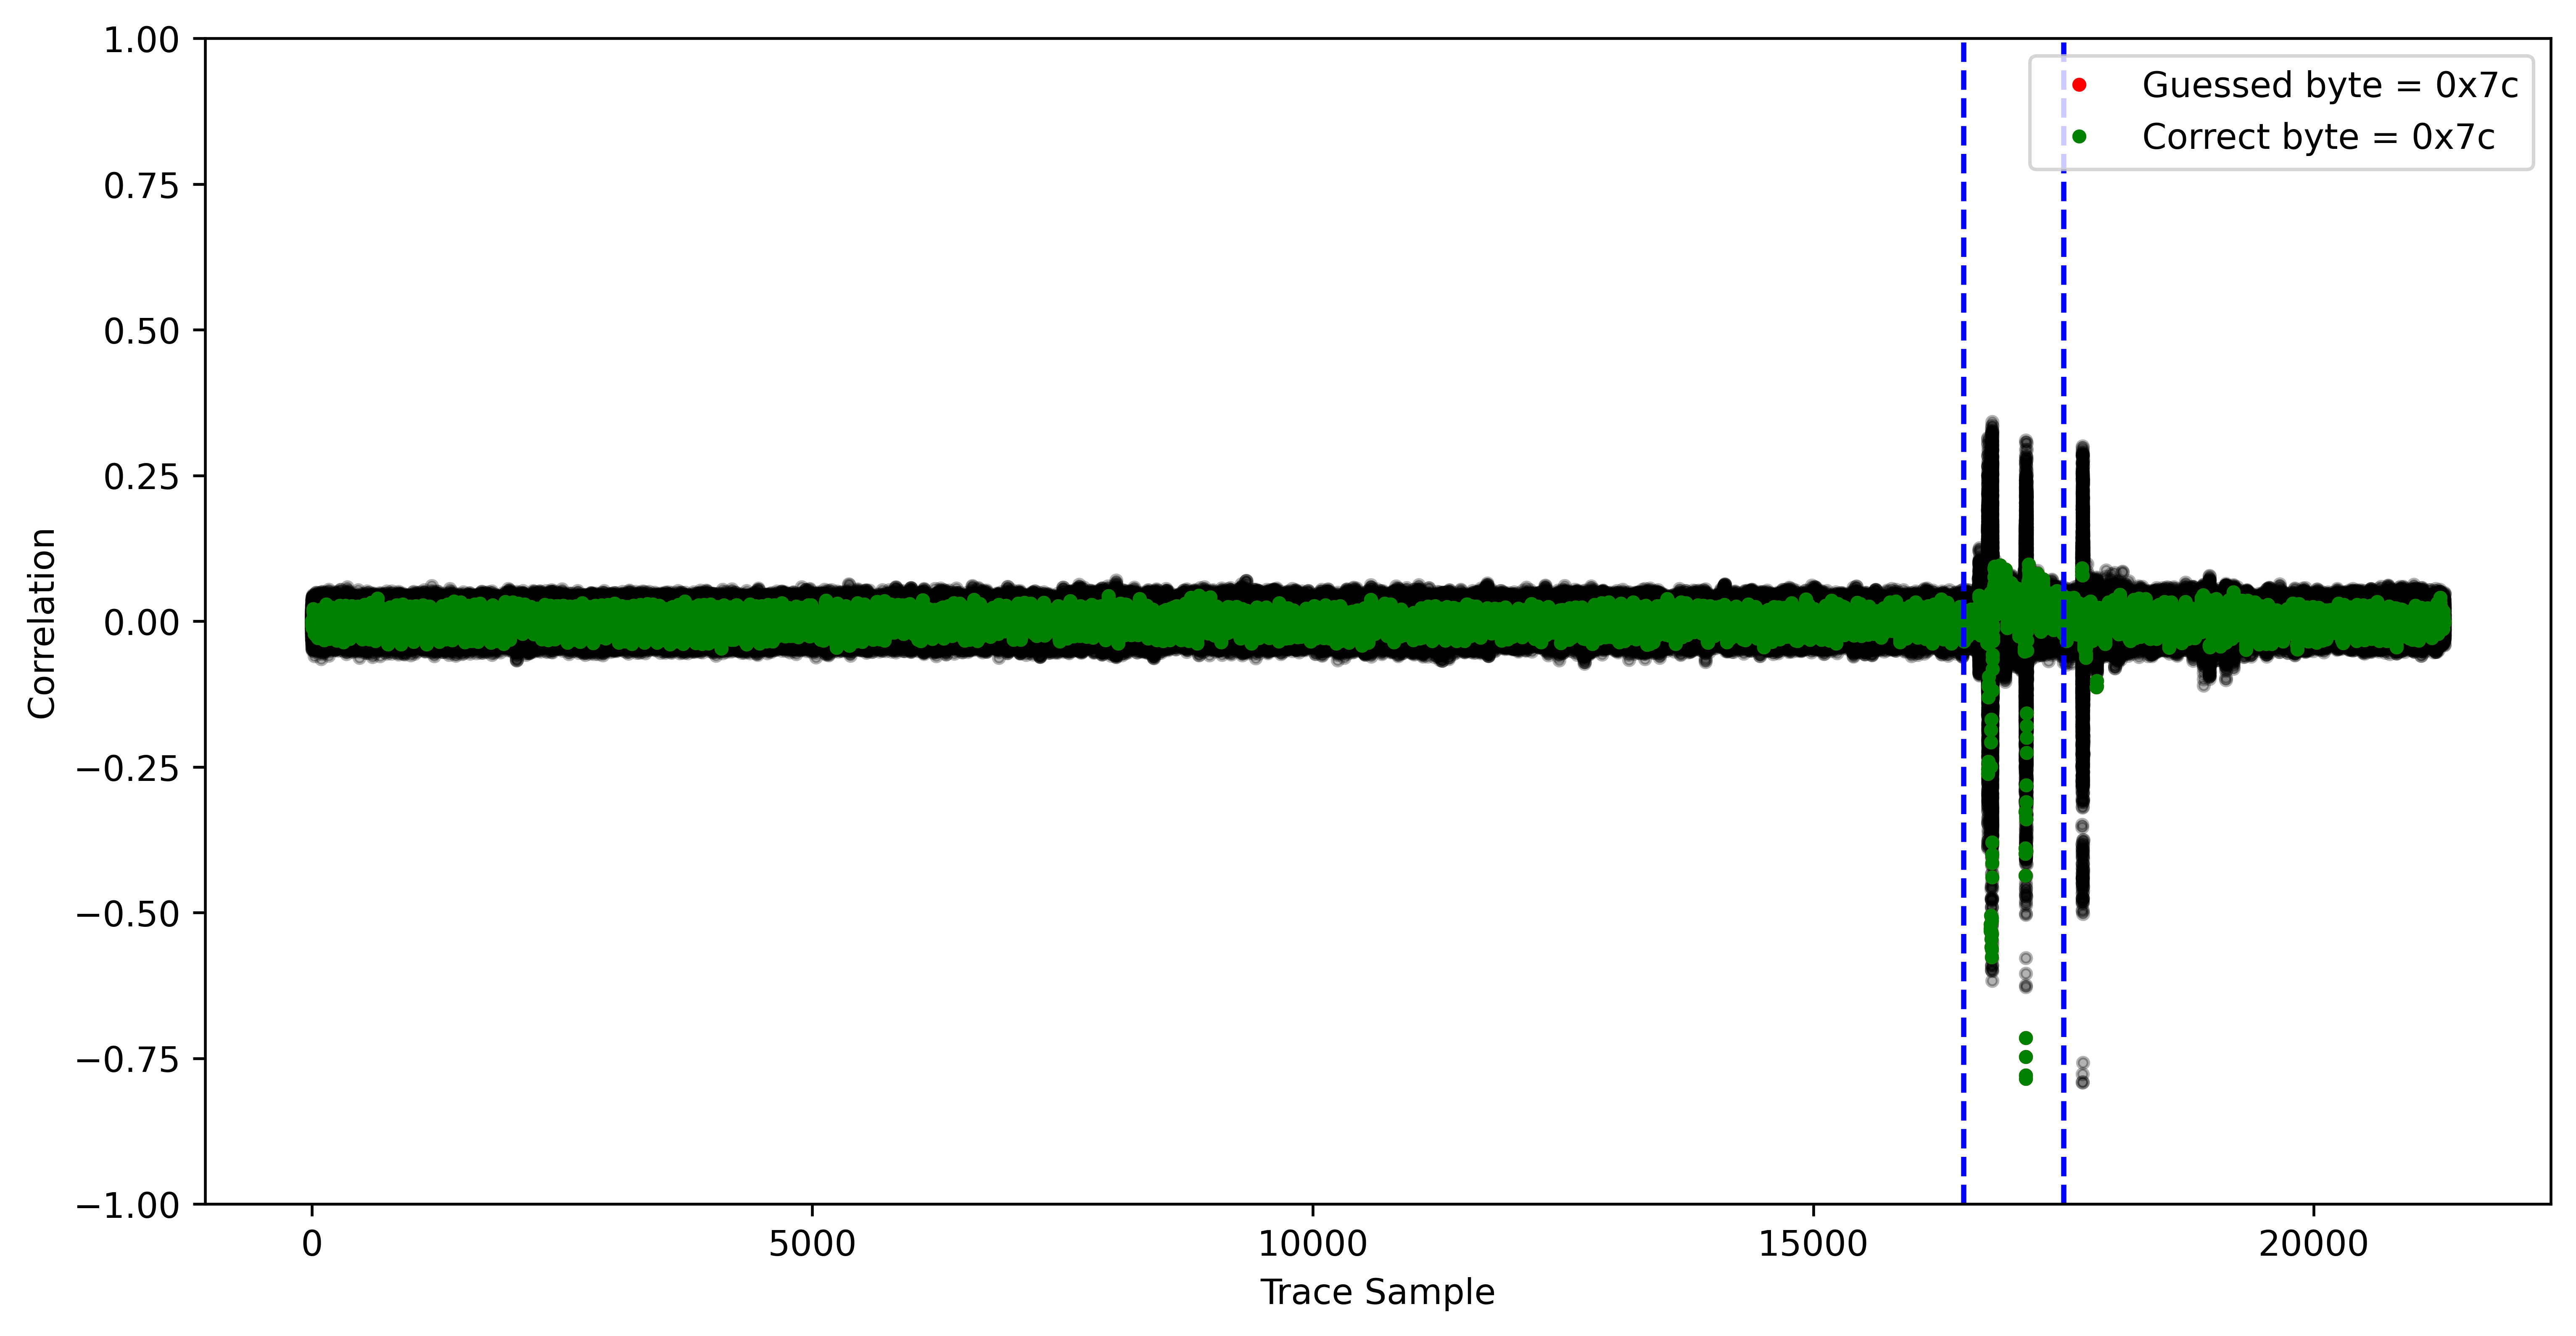 1.00
0.75
0.50
0.25
0.00
−0.25
−0.50
−0.75
−1.00
Correlation
Guessed byte = 0x7c
Correct byte = 0x7c
0 5000 10000 15000 20000
Trace Sample